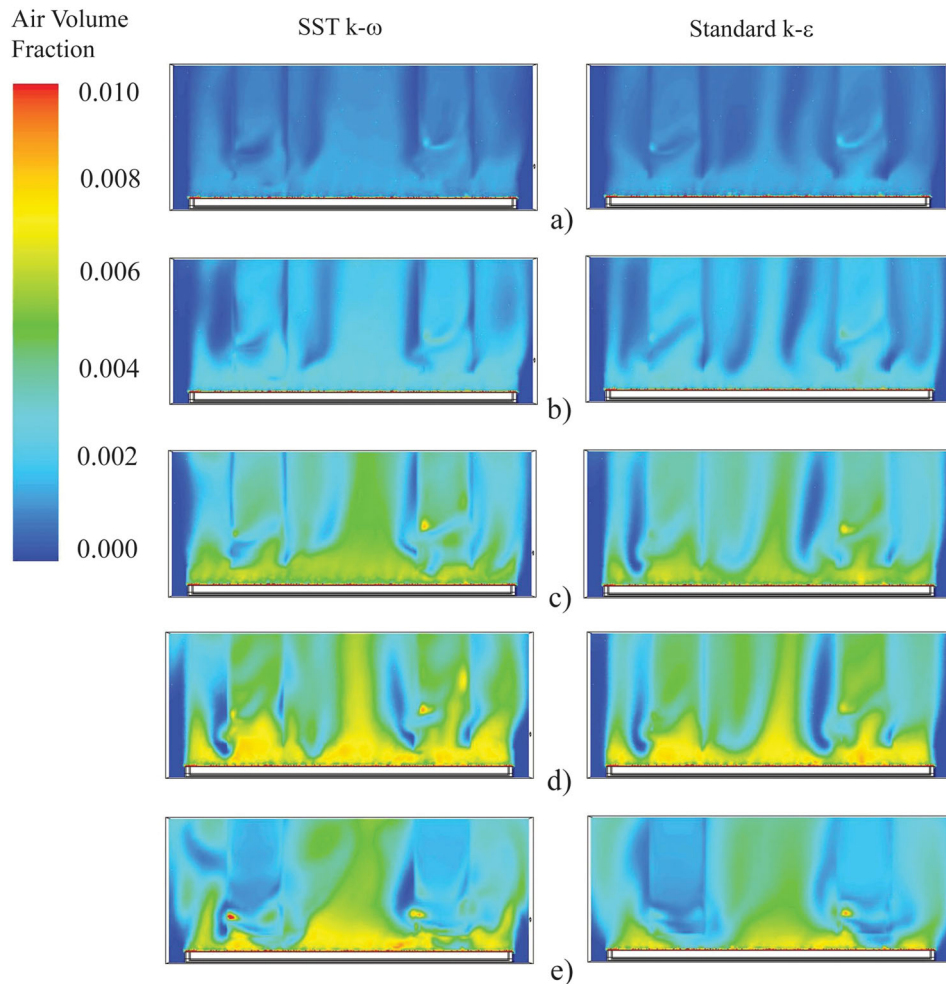 Air Volume
Fraction
SST k-ω
Standard k-ε
0.010
0.008
0.006
0.004
0.002
0.000
a)
b)
c)
d)
e)